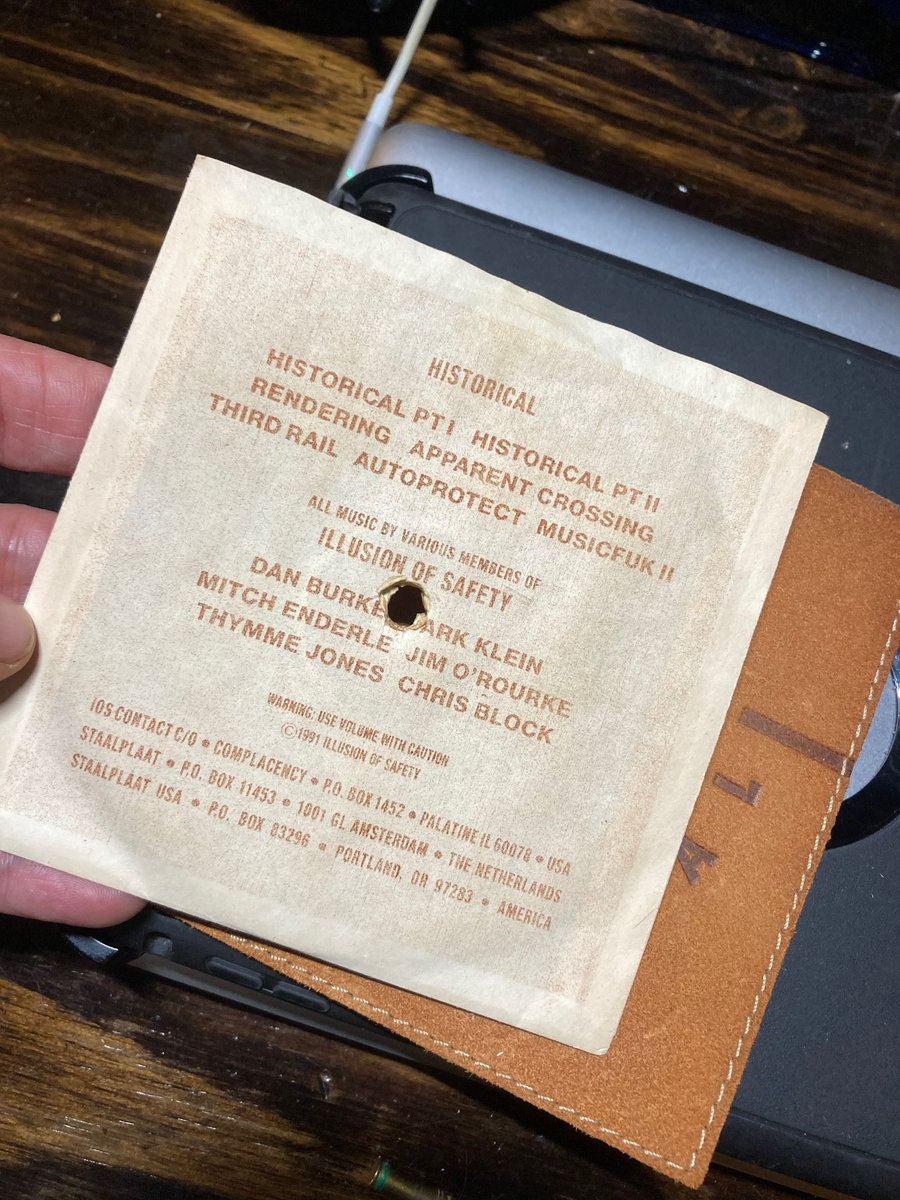 HISTORICAL
HISTORICAL PT I HISTORICAL PT II
RENDERING APPARENT CROSSING
THIRD RAIL AUTOPROTECT MUSICFUK II
ALL MUSIC BY VARIOUS MEMBERS OF
ILLUSION OF SAFETY
DAN BURKE ARK KLEIN
MITCH ENDERLE JIM O'ROURKE
THYMME JONES CHRIS BLOCK
WARNING: USE VOLUME WITH CAUTION
©1991 ILLUSION OF SAFETY
IOS CONTACT C/O • COMPLACENCY • P.O. BOX 1452 • PALATINE IL 60078 • USA
STAALPLAAT • P.O. BOX 11453 • 1001 GL AMSTERDAM • THE NETHERLANDS
STAALPLAAT USA • P.O. BOX 83296 • PORTLAND, OR 97283 • AMERICA